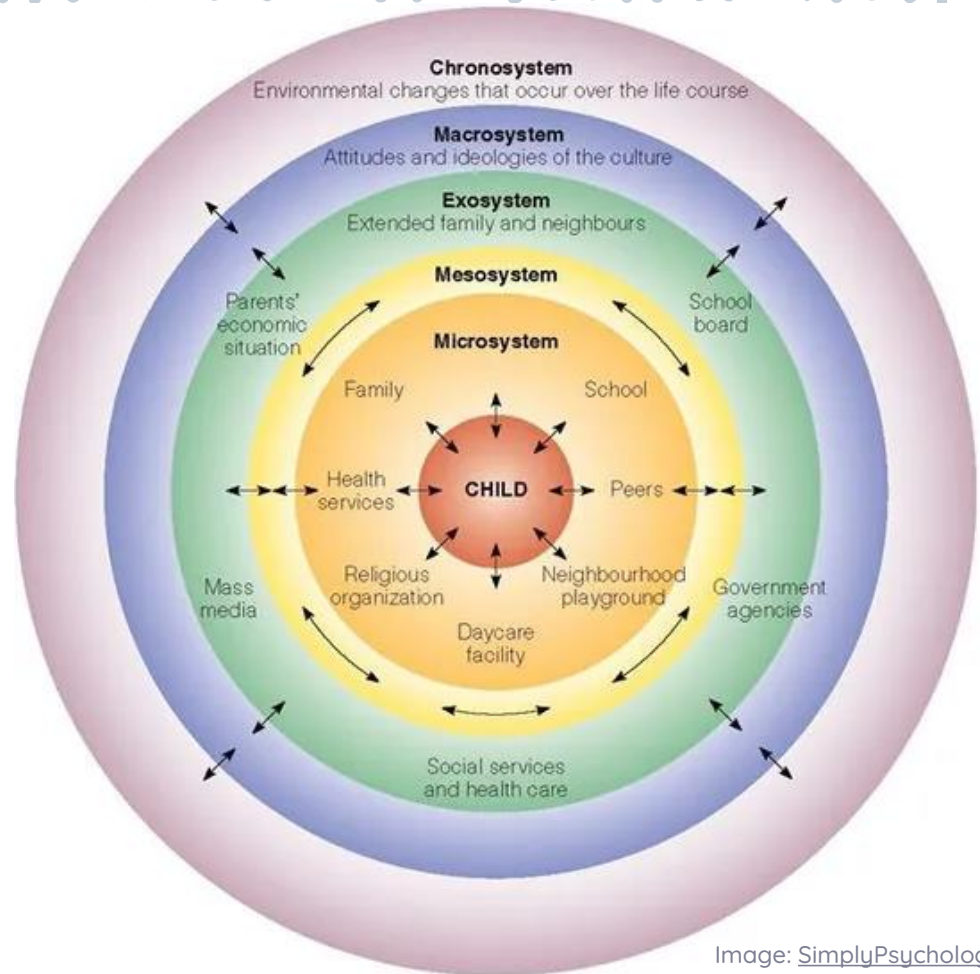 Chronosystem
Environmental changes that occur over the life course
Macrosystem
Attitudes and ideologies of the culture
Exosystem
Extended family and neighbours
Mesosystem
Parents'
economic
situation
School
board
Microsystem
Family
School
Health
services
CHILD
Peers
Religious
organization
Neighbourhood
playground
Mass
media
Government
agencies
Daycare
facility
Social services
and health care
Image: SimplyPsycholo